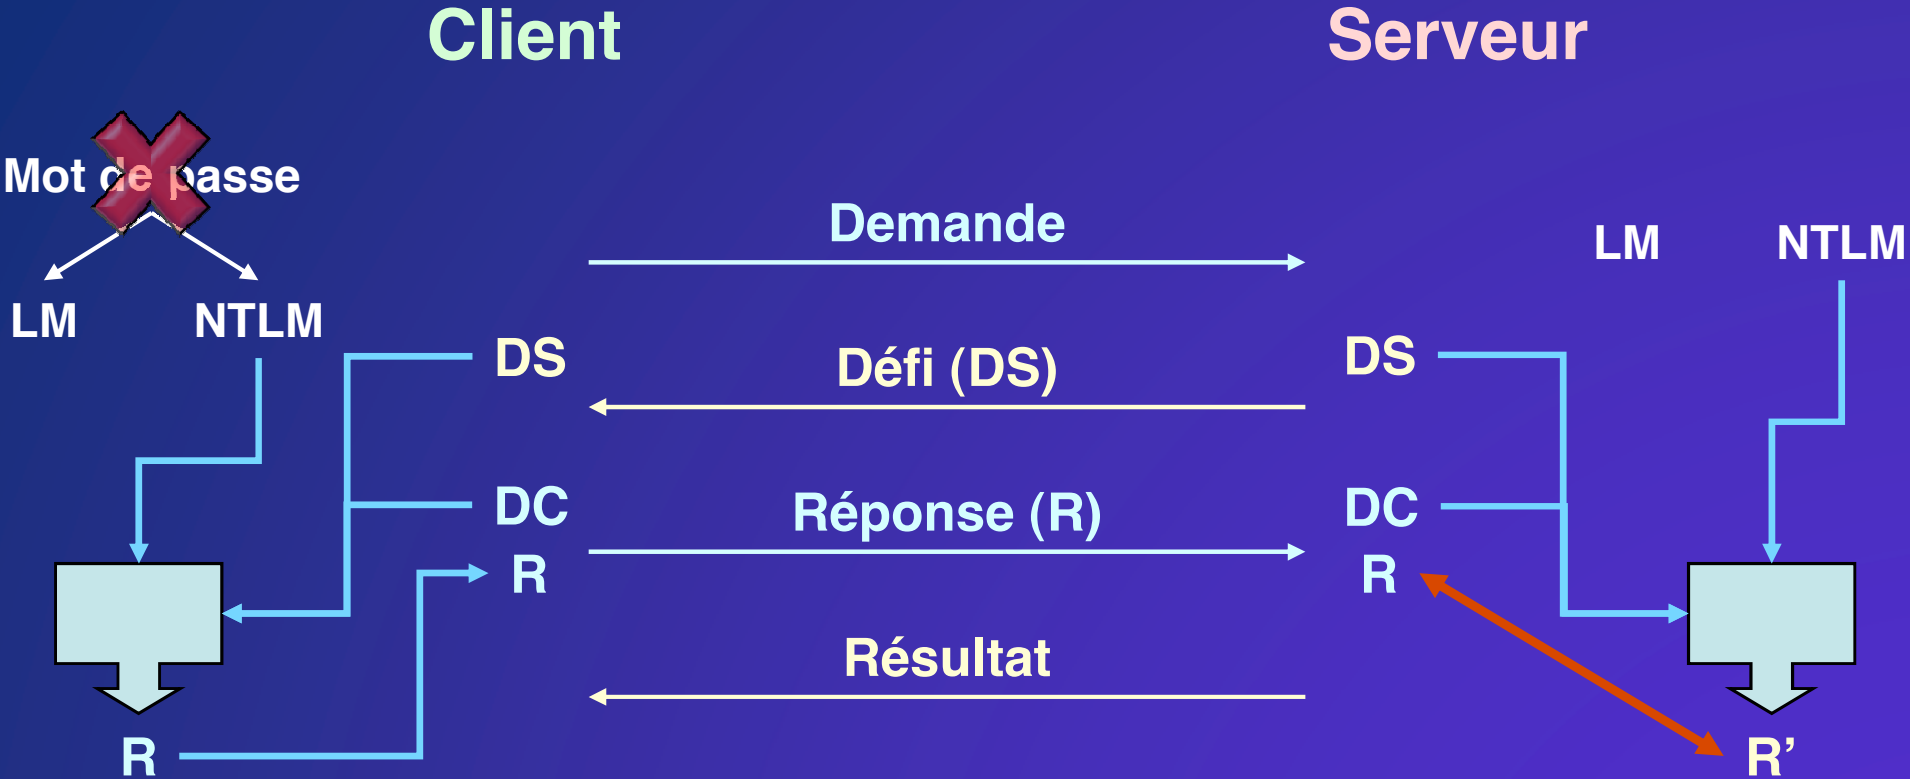 Client
Serveur
Mot de passe
LM
NTLM
Demande
LM
NTLM
DS
Défi (DS)
DS
DC
Réponse (R)
DC
R
R
Résultat
R
R’